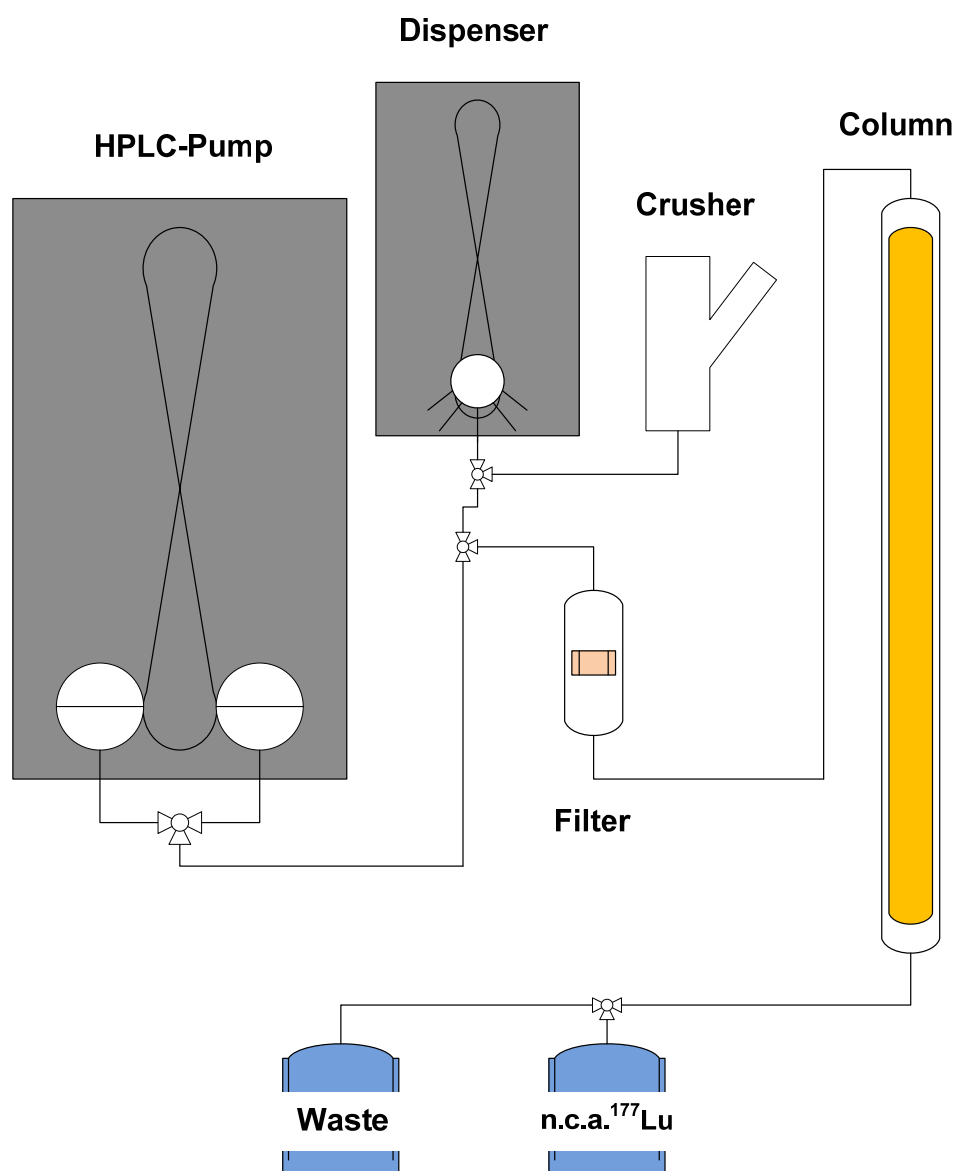 Dispenser
HPLC-Pump
Column
Crusher
Filter
Waste
n.c.a.¹⁷⁷Lu